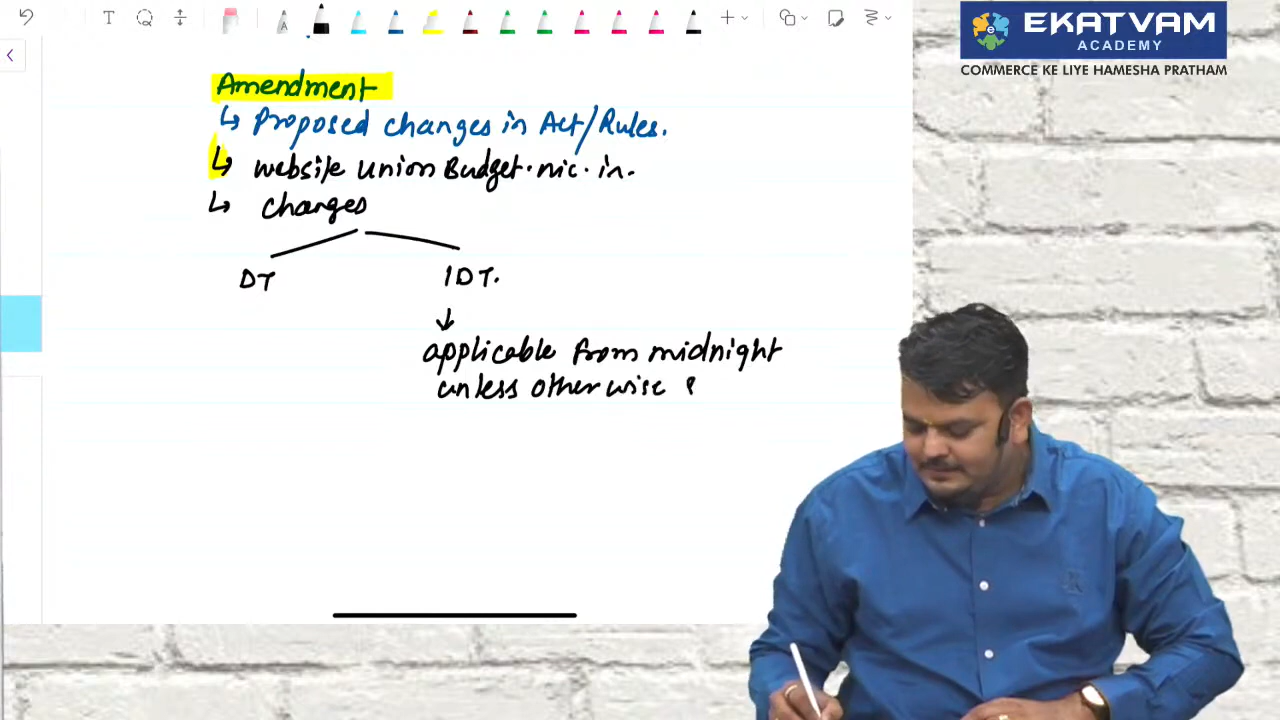 EKATVAM
ACADEMY
COMMERCE KE LIYE HAMESHA PRATHAM
Amendment
↳ Proposed changes in Act/Rules.
↳ website Union Budget.nic.in.
↳ changes
DT IDT.
↓
applicable from midnight
unless otherwise